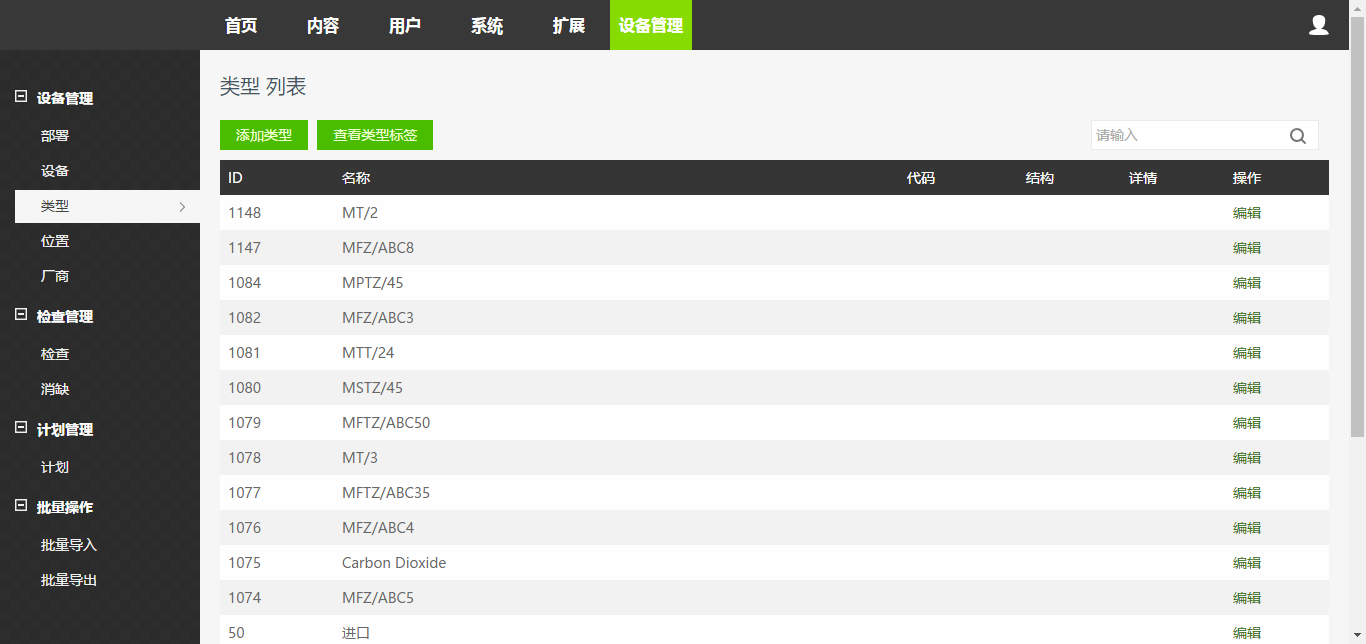 首页 内容 用户 系统 扩展 设备管理
设备管理
部署
设备
类型
位置
厂商
检查管理
检查
消缺
计划管理
计划
批量操作
批量导入
批量导出
类型 列表
添加类型 查看类型标签 请输入
ID 名称 代码 结构 详情 操作
1148 MT/2 编辑
1147 MFZ/ABC8 编辑
1084 MPTZ/45 编辑
1082 MFZ/ABC3 编辑
1081 MTT/24 编辑
1080 MSTZ/45 编辑
1079 MFTZ/ABC50 编辑
1078 MT/3 编辑
1077 MFTZ/ABC35 编辑
1076 MFZ/ABC4 编辑
1075 Carbon Dioxide 编辑
1074 MFZ/ABC5 编辑
50 进口 编辑